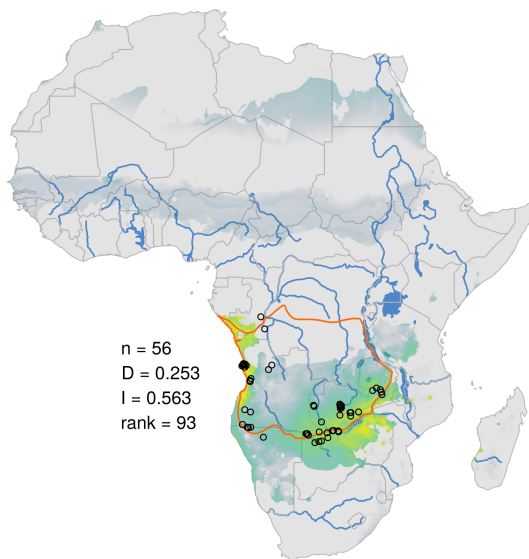 n = 56
D = 0.253
I = 0.563
rank = 93